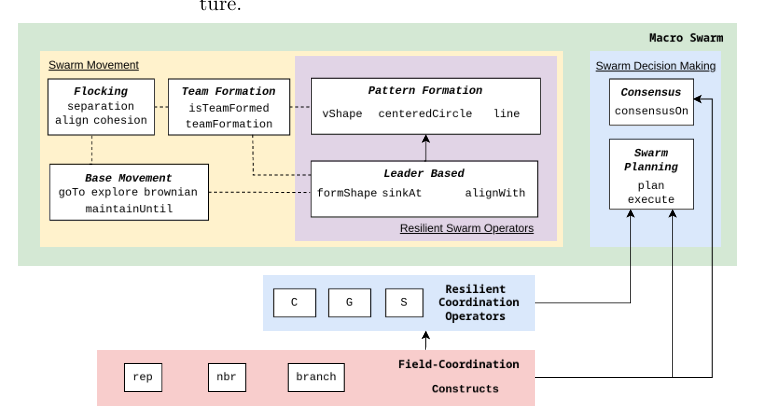 ture.
Macro Swarm
Swarm Movement
Flocking
separation
align cohesion
Team Formation
isTeamFormed
teamFormation
Pattern Formation
vShape centeredCircle line
Base Movement
goTo explore brownian
maintainUntil
Leader Based
formShape sinkAt alignWith
Resilient Swarm Operators
Swarm Decision Making
Consensus
consensusOn
Swarm
Planning
plan
execute
C G S
Resilient
Coordination
Operators
rep nbr branch
Field-Coordination
Constructs